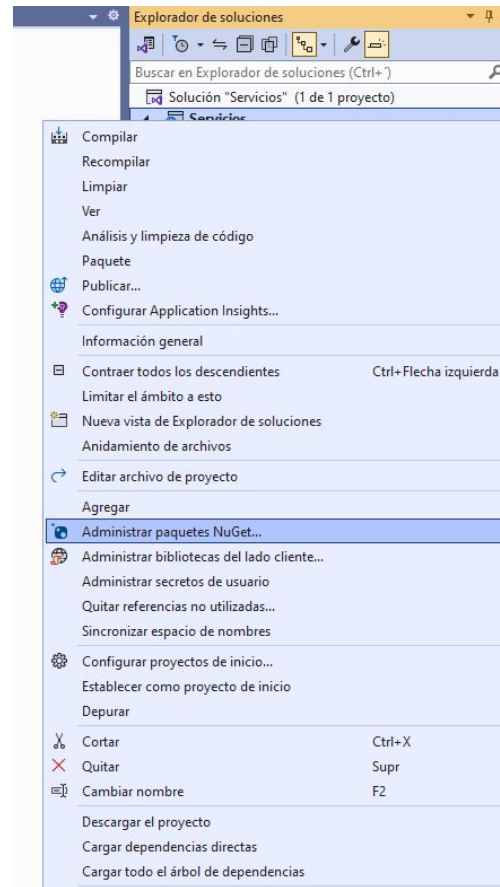 Explorador de soluciones
Buscar en Explorador de soluciones (Ctrl+´)
Solución "Servicios" (1 de 1 proyecto)
Servicios
Compilar
Recompilar
Limpiar
Ver
Análisis y limpieza de código
Paquete
Publicar...
Configurar Application Insights...
Información general
Contraer todos los descendientes Ctrl+Flecha izquierda
Limitar el ámbito a esto
Nueva vista de Explorador de soluciones
Anidamiento de archivos
Editar archivo de proyecto
Agregar
Administrar paquetes NuGet...
Administrar bibliotecas del lado cliente...
Administrar secretos de usuario
Quitar referencias no utilizadas...
Sincronizar espacio de nombres
Configurar proyectos de inicio...
Establecer como proyecto de inicio
Depurar
Cortar Ctrl+X
Quitar Supr
Cambiar nombre F2
Descargar el proyecto
Cargar dependencias directas
Cargar todo el árbol de dependencias